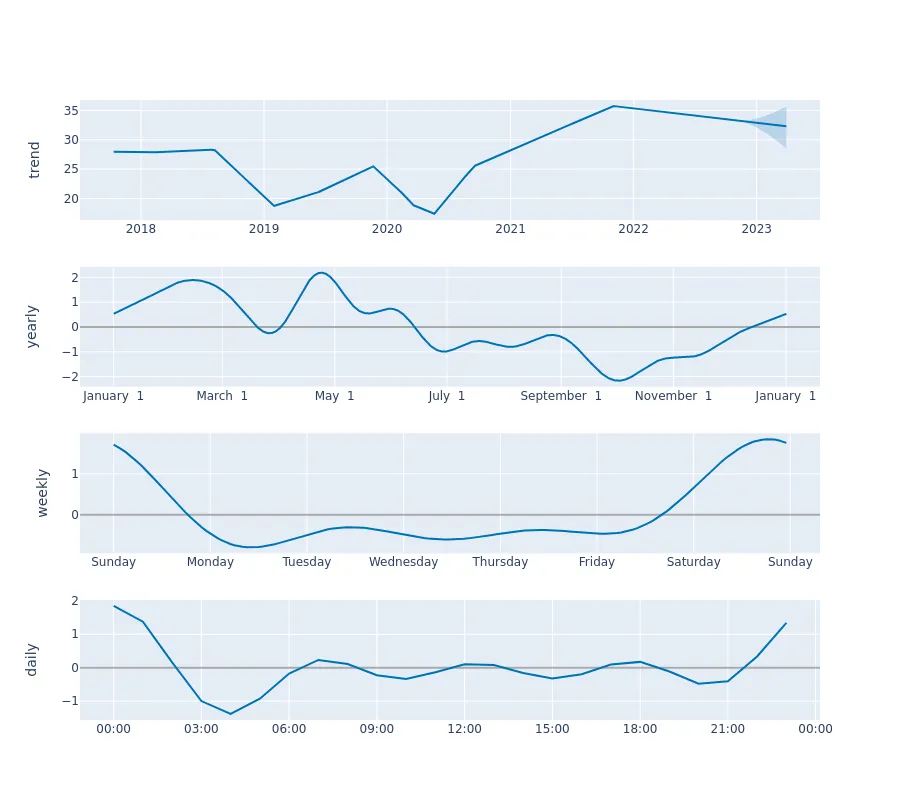 trend
35
30
25
20
2018 2019 2020 2021 2022 2023
yearly
2
1
0
−1
−2
January 1 March 1 May 1 July 1 September 1 November 1 January 1
weekly
1
0
Sunday Monday Tuesday Wednesday Thursday Friday Saturday Sunday
daily
2
1
0
−1
00:00 03:00 06:00 09:00 12:00 15:00 18:00 21:00 00:00